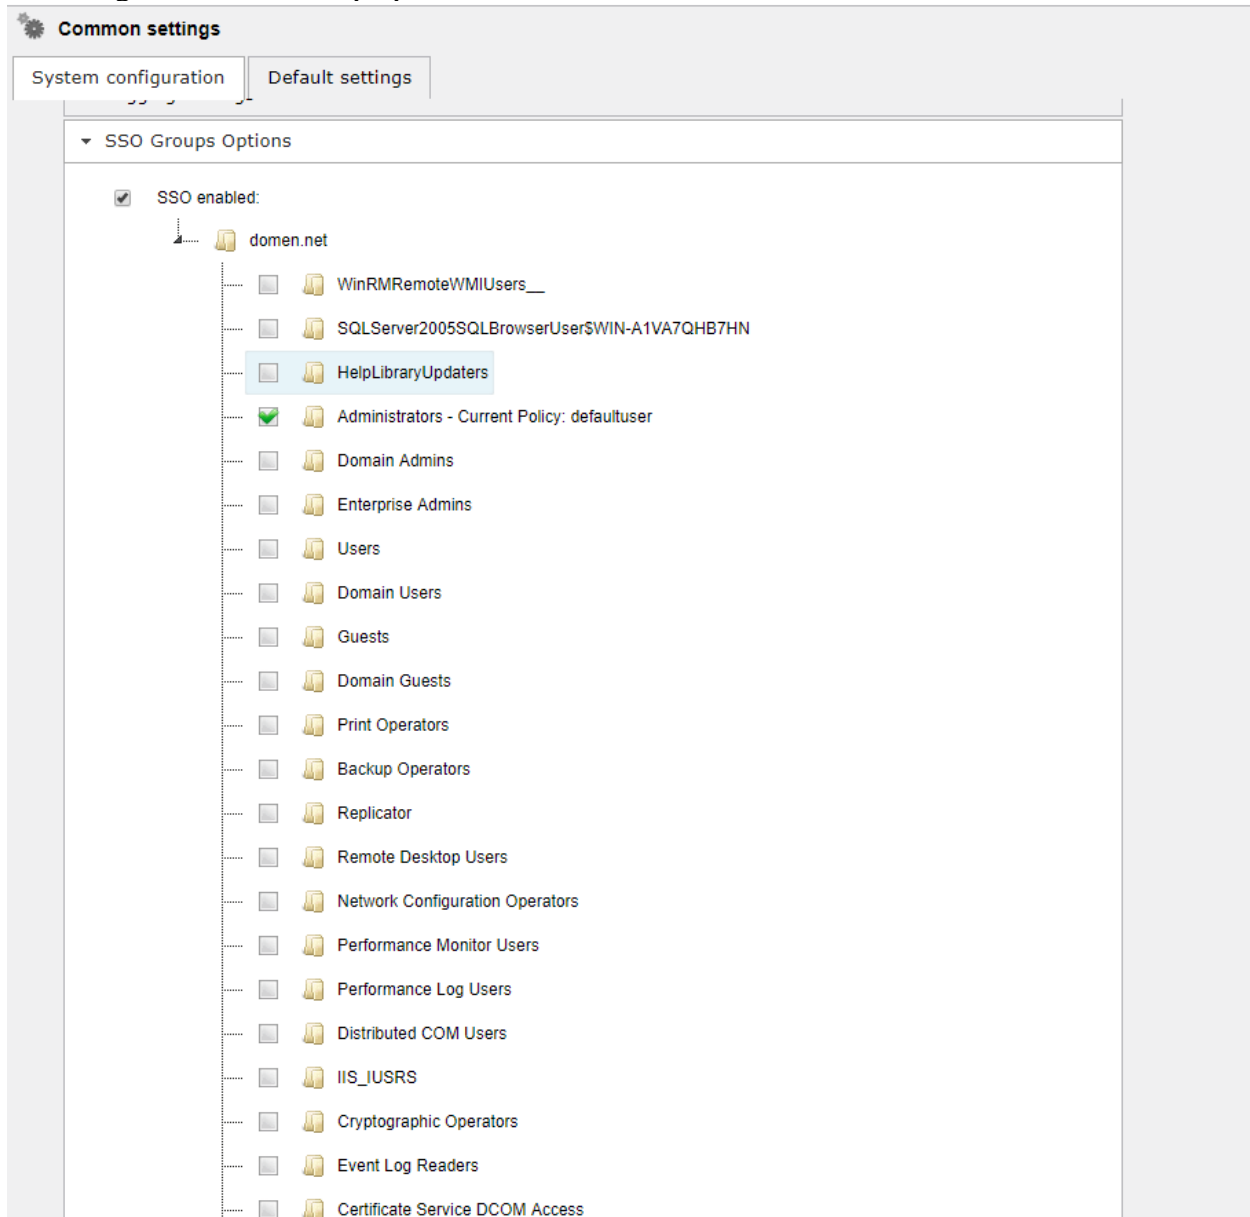 Common settings
System configuration
Default settings
SSO Groups Options
SSO enabled:
domen.net
WinRMRemoteWMIUsers__
SQLServer2005SQLBrowserUser$WIN-A1VA7QHB7HN
HelpLibraryUpdaters
Administrators - Current Policy: defaultuser
Domain Admins
Enterprise Admins
Users
Domain Users
Guests
Domain Guests
Print Operators
Backup Operators
Replicator
Remote Desktop Users
Network Configuration Operators
Performance Monitor Users
Performance Log Users
Distributed COM Users
IIS_IUSRS
Cryptographic Operators
Event Log Readers
Certificate Service DCOM Access